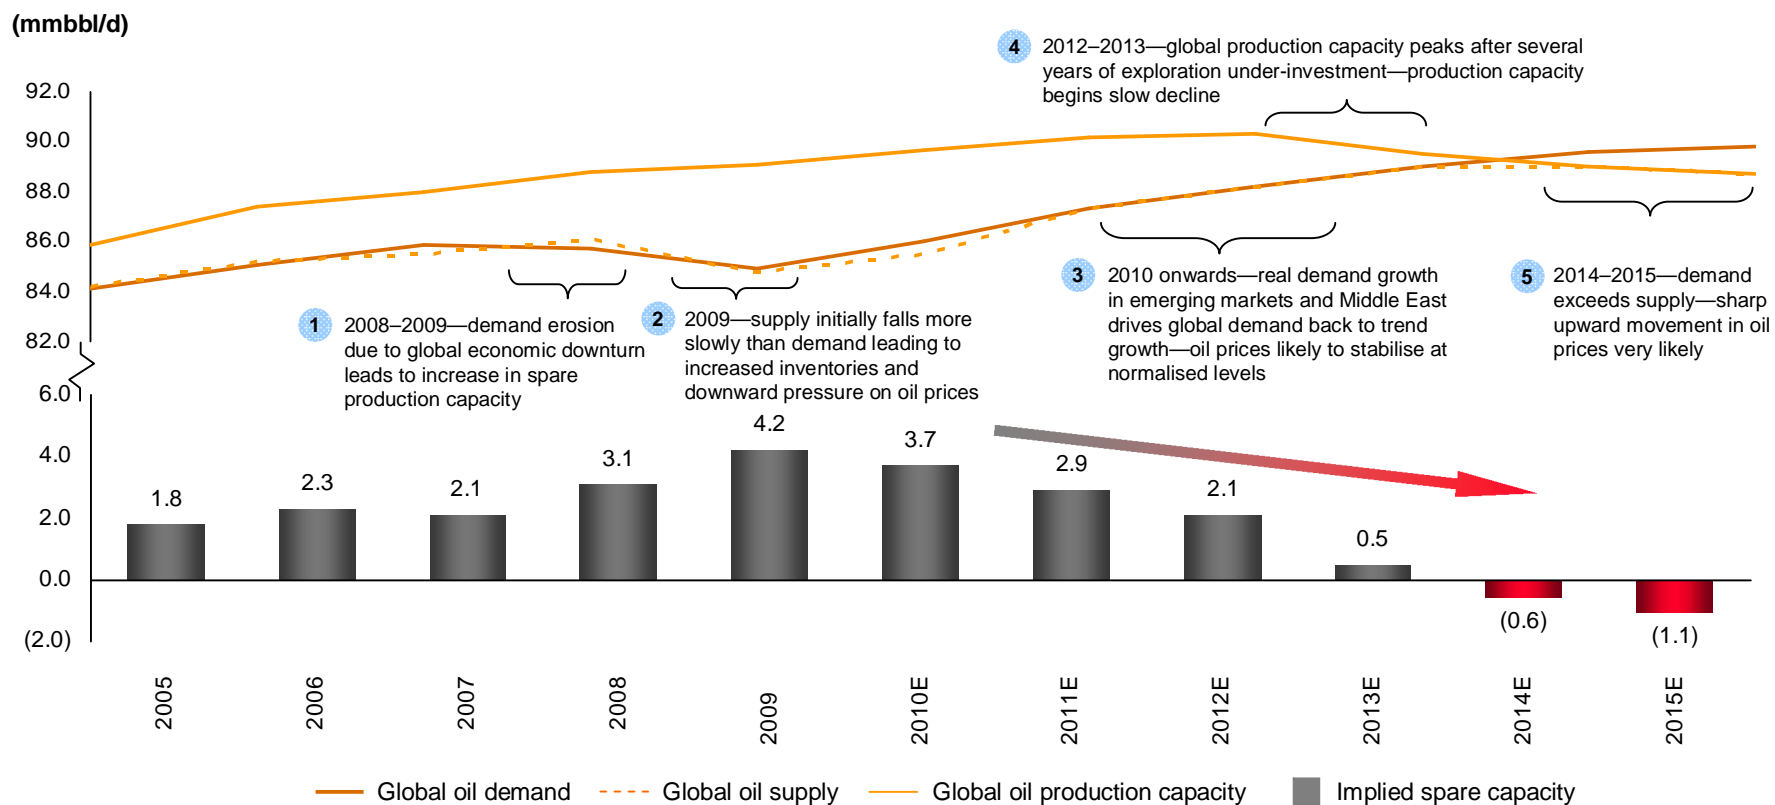 (mmbbl/d)
4
2012–2013—global production capacity peaks after several
years of exploration under-investment—production capacity
begins slow decline
92.0
90.0
88.0
86.0
84.0
82.0
1
2008–2009—demand erosion
due to global economic downturn
leads to increase in spare
production capacity
2
2009—supply initially falls more
slowly than demand leading to
increased inventories and
downward pressure on oil prices
3
2010 onwards—real demand growth
in emerging markets and Middle East
drives global demand back to trend
growth—oil prices likely to stabilise at
normalised levels
5
2014–2015—demand
exceeds supply—sharp
upward movement in oil
prices very likely
6.0
4.0
2.0
0.0
(2.0)
1.8
2.3
2.1
3.1
4.2
3.7
2.9
2.1
0.5
(0.6)
(1.1)
2005
2006
2007
2008
2009
2010E
2011E
2012E
2013E
2014E
2015E
Global oil demand
Global oil supply
Global oil production capacity
Implied spare capacity